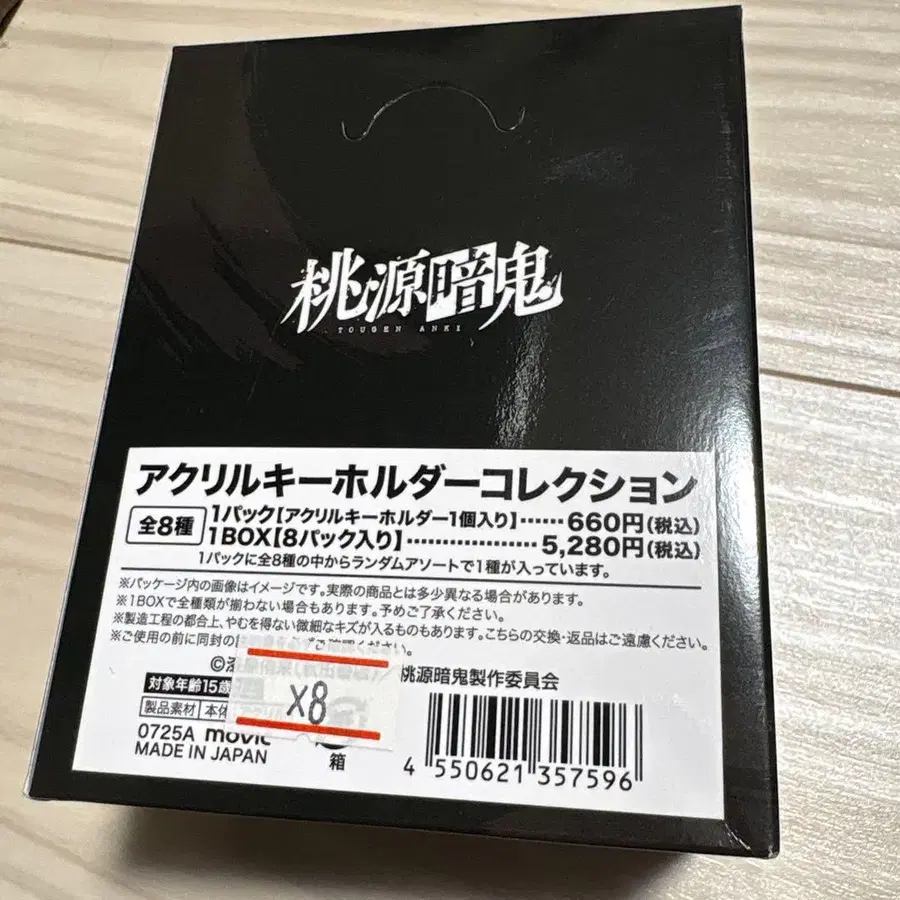 桃源暗鬼
TOUGEN ANKI
アクリルキーホルダーコレクション
全8種
1パック【アクリルキーホルダー1個入り】……660円(税込)
1BOX【8パック入り】………………5,280円(税込)
1パックに全8種の中からランダムアソートで1種が入っています。
※パッケージ内の画像はイメージです。実際の商品とは多少異なる場合があります。
※1BOXで全種類が揃わない場合もあります。予めご了承ください。
※製造工程の都合上、やむを得ない微細なキズが入るものもあります。こちらの交換・返品はご遠慮ください。
※ご使用の前に同封の
ください。
桃源暗鬼製作委員会
対象年齢15歳
製品素材 本体
×8
0725A movic
MADE IN JAPAN
箱
4 550621 357596